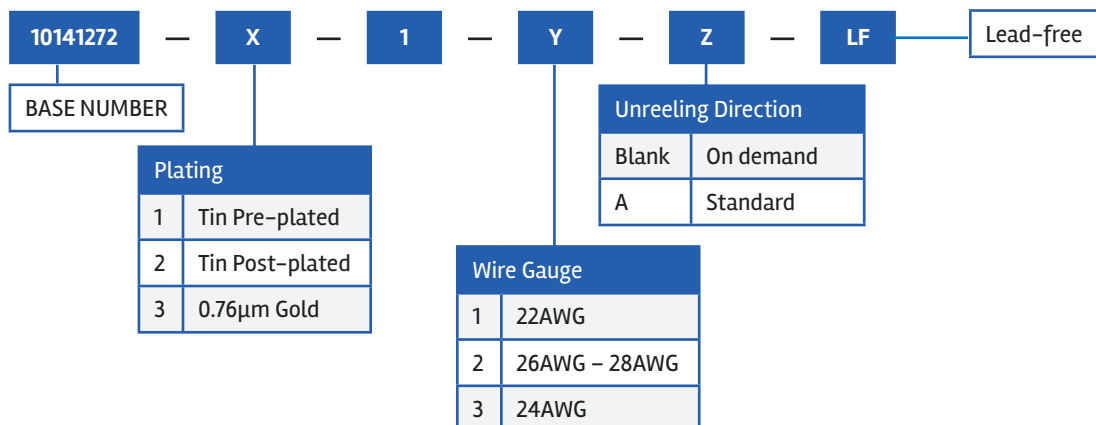 10141272 — X — 1 — Y — Z — LF Lead-free
BASE NUMBER
Unreeling Direction
Blank On demand
A Standard
Plating
1 Tin Pre-plated
2 Tin Post-plated
3 0.76μm Gold
Wire Gauge
1 22AWG
2 26AWG – 28AWG
3 24AWG